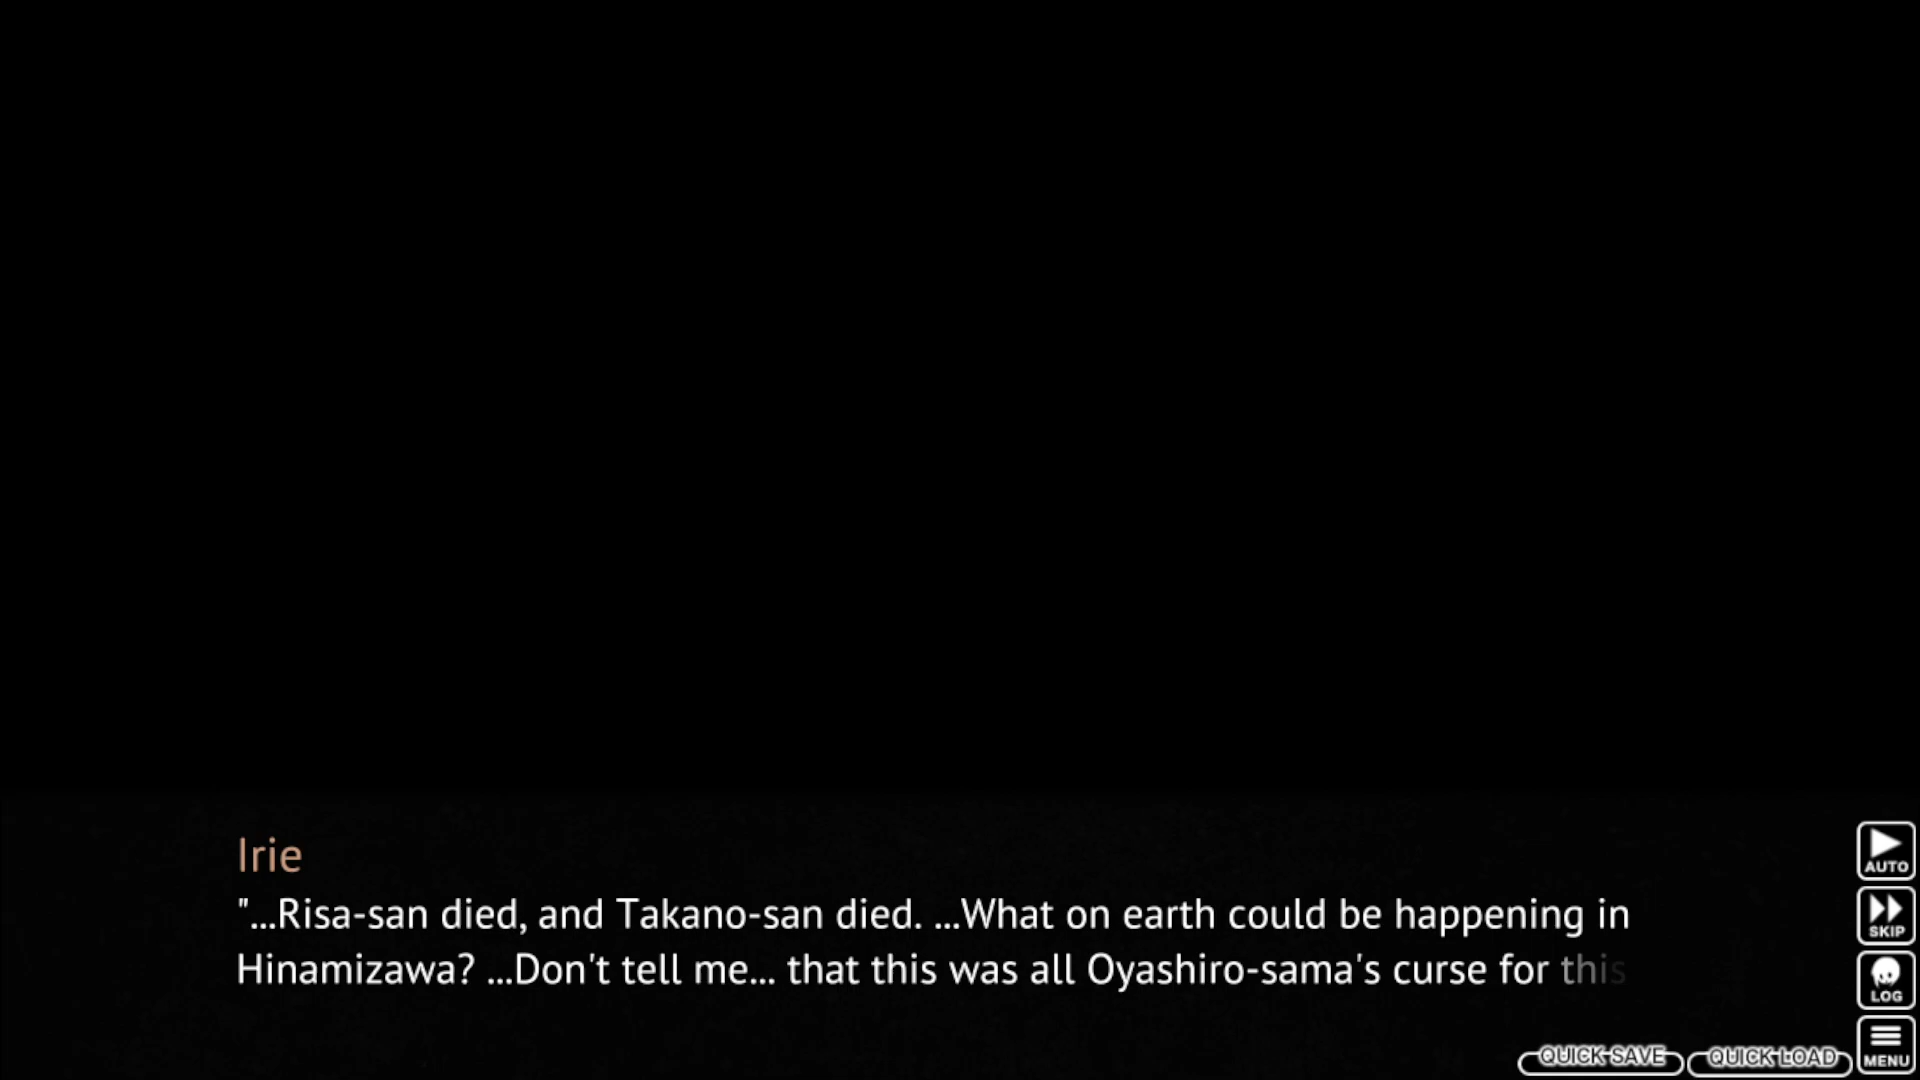 Irie
"...Risa-san died, and Takano-san died. ...What on earth could be happening in
Hinamizawa? ...Don't tell me... that this was all Oyashiro-sama's curse for this
AUTO
SKIP
LOG
MENU
QUICK SAVE
QUICK LOAD